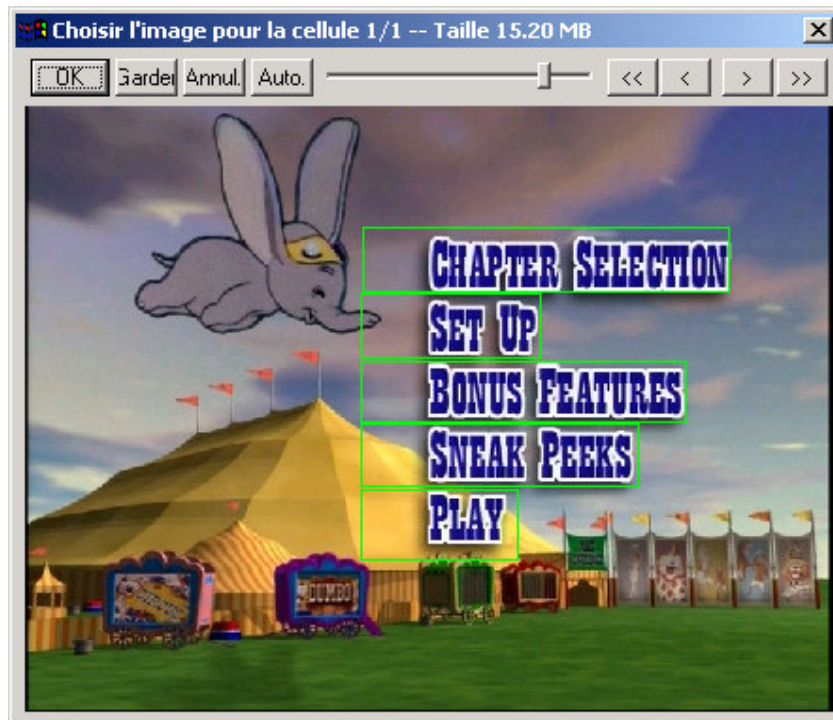 Choisir l'image pour la cellule 1/1 -- Taille 15.20 MB
OK Garder Annul. Auto. << < > >>
CHAPTER SELECTION
SET UP
BONUS FEATURES
SNEAK PEEKS
PLAY
DUMBO